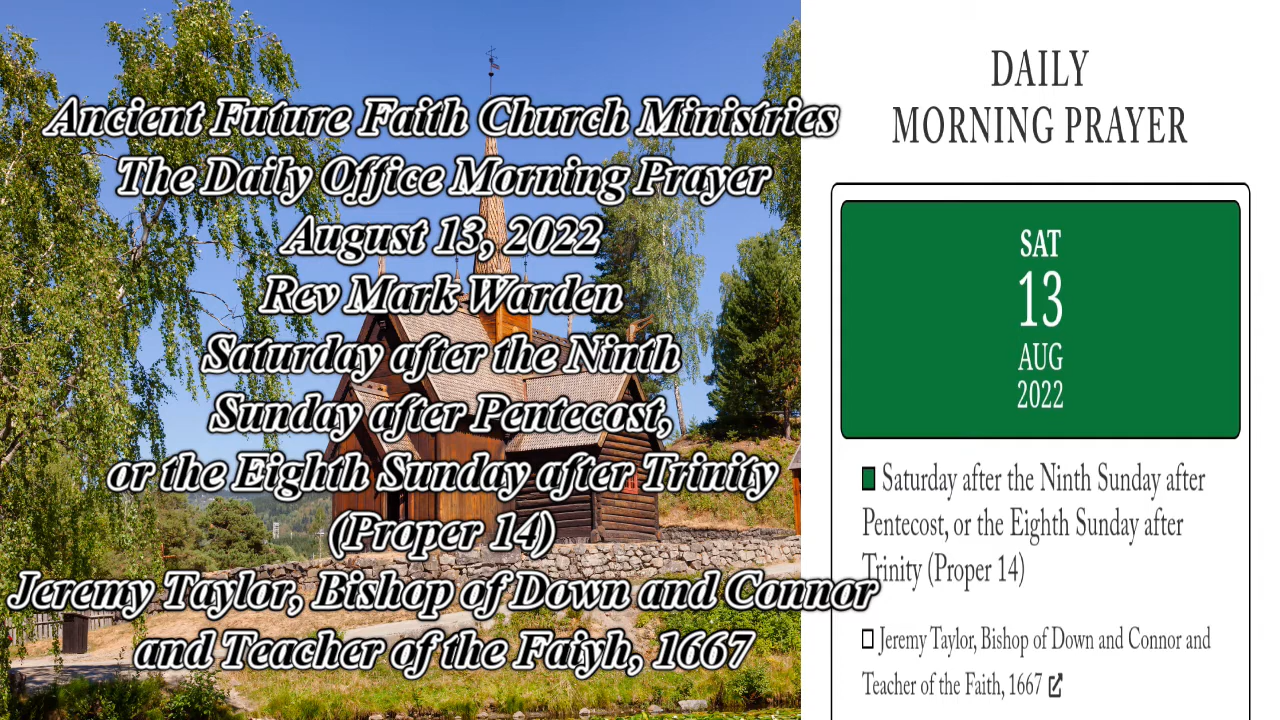 Ancient Future Faith Church Ministries
The Daily Office Morning Prayer
August 13, 2022
Rev Mark Warden
Saturday after the Ninth
Sunday after Pentecost,
or the Eighth Sunday after Trinity
(Proper 14)
Jeremy Taylor, Bishop of Down and Connor
and Teacher of the Faiyh, 1667
DAILY
MORNING PRAYER
SAT
13
AUG
2022
Saturday after the Ninth Sunday after
Pentecost, or the Eighth Sunday after
Trinity (Proper 14)
Jeremy Taylor, Bishop of Down and Connor and
Teacher of the Faith, 1667